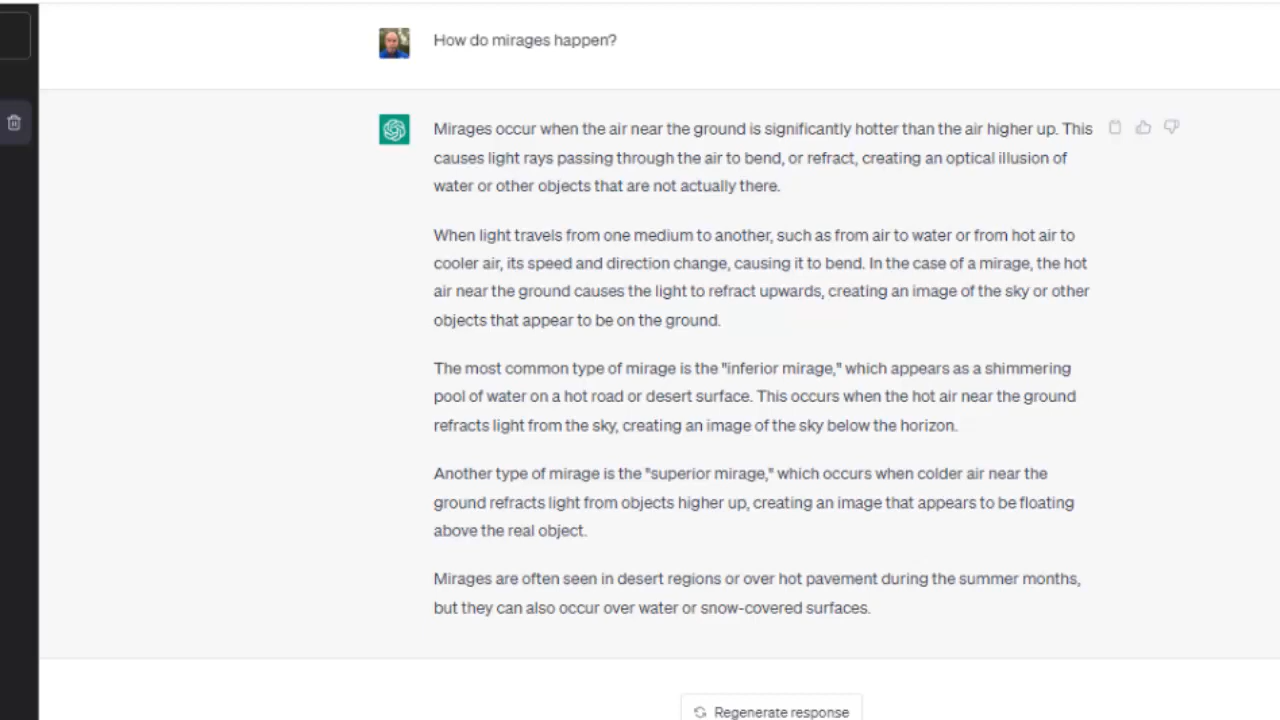 How do mirages happen?
Mirages occur when the air near the ground is significantly hotter than the air higher up. This
causes light rays passing through the air to bend, or refract, creating an optical illusion of
water or other objects that are not actually there.
When light travels from one medium to another, such as from air to water or from hot air to
cooler air, its speed and direction change, causing it to bend. In the case of a mirage, the hot
air near the ground causes the light to refract upwards, creating an image of the sky or other
objects that appear to be on the ground.
The most common type of mirage is the "inferior mirage," which appears as a shimmering
pool of water on a hot road or desert surface. This occurs when the hot air near the ground
refracts light from the sky, creating an image of the sky below the horizon.
Another type of mirage is the "superior mirage," which occurs when colder air near the
ground refracts light from objects higher up, creating an image that appears to be floating
above the real object.
Mirages are often seen in desert regions or over hot pavement during the summer months,
but they can also occur over water or snow-covered surfaces.
Regenerate response